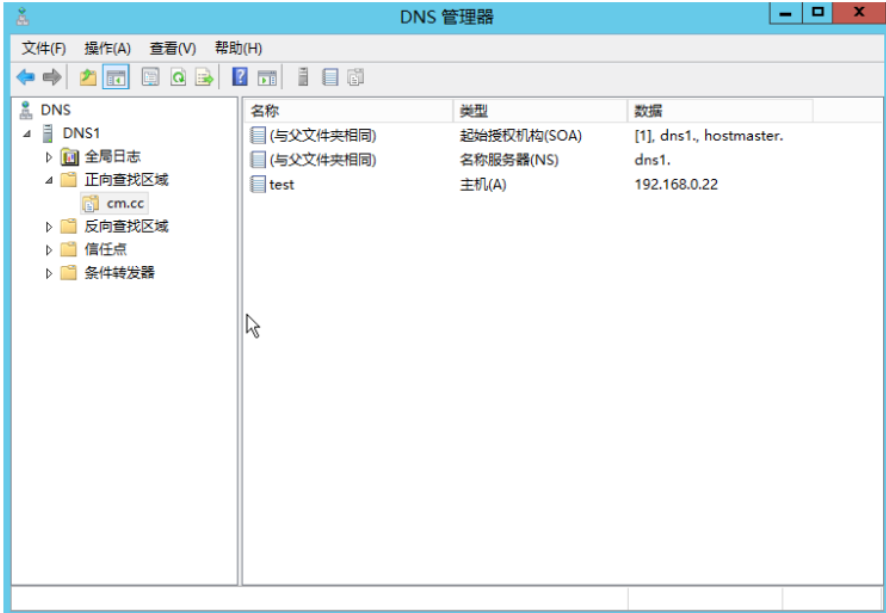 DNS 管理器
文件(F) 操作(A) 查看(V) 帮助(H)
DNS
DNS1
全局日志
正向查找区域
cm.cc
反向查找区域
信任点
条件转发器
名称 类型 数据
(与父文件夹相同) 起始授权机构(SOA) [1], dns1., hostmaster.
(与父文件夹相同) 名称服务器(NS) dns1.
test 主机(A) 192.168.0.22